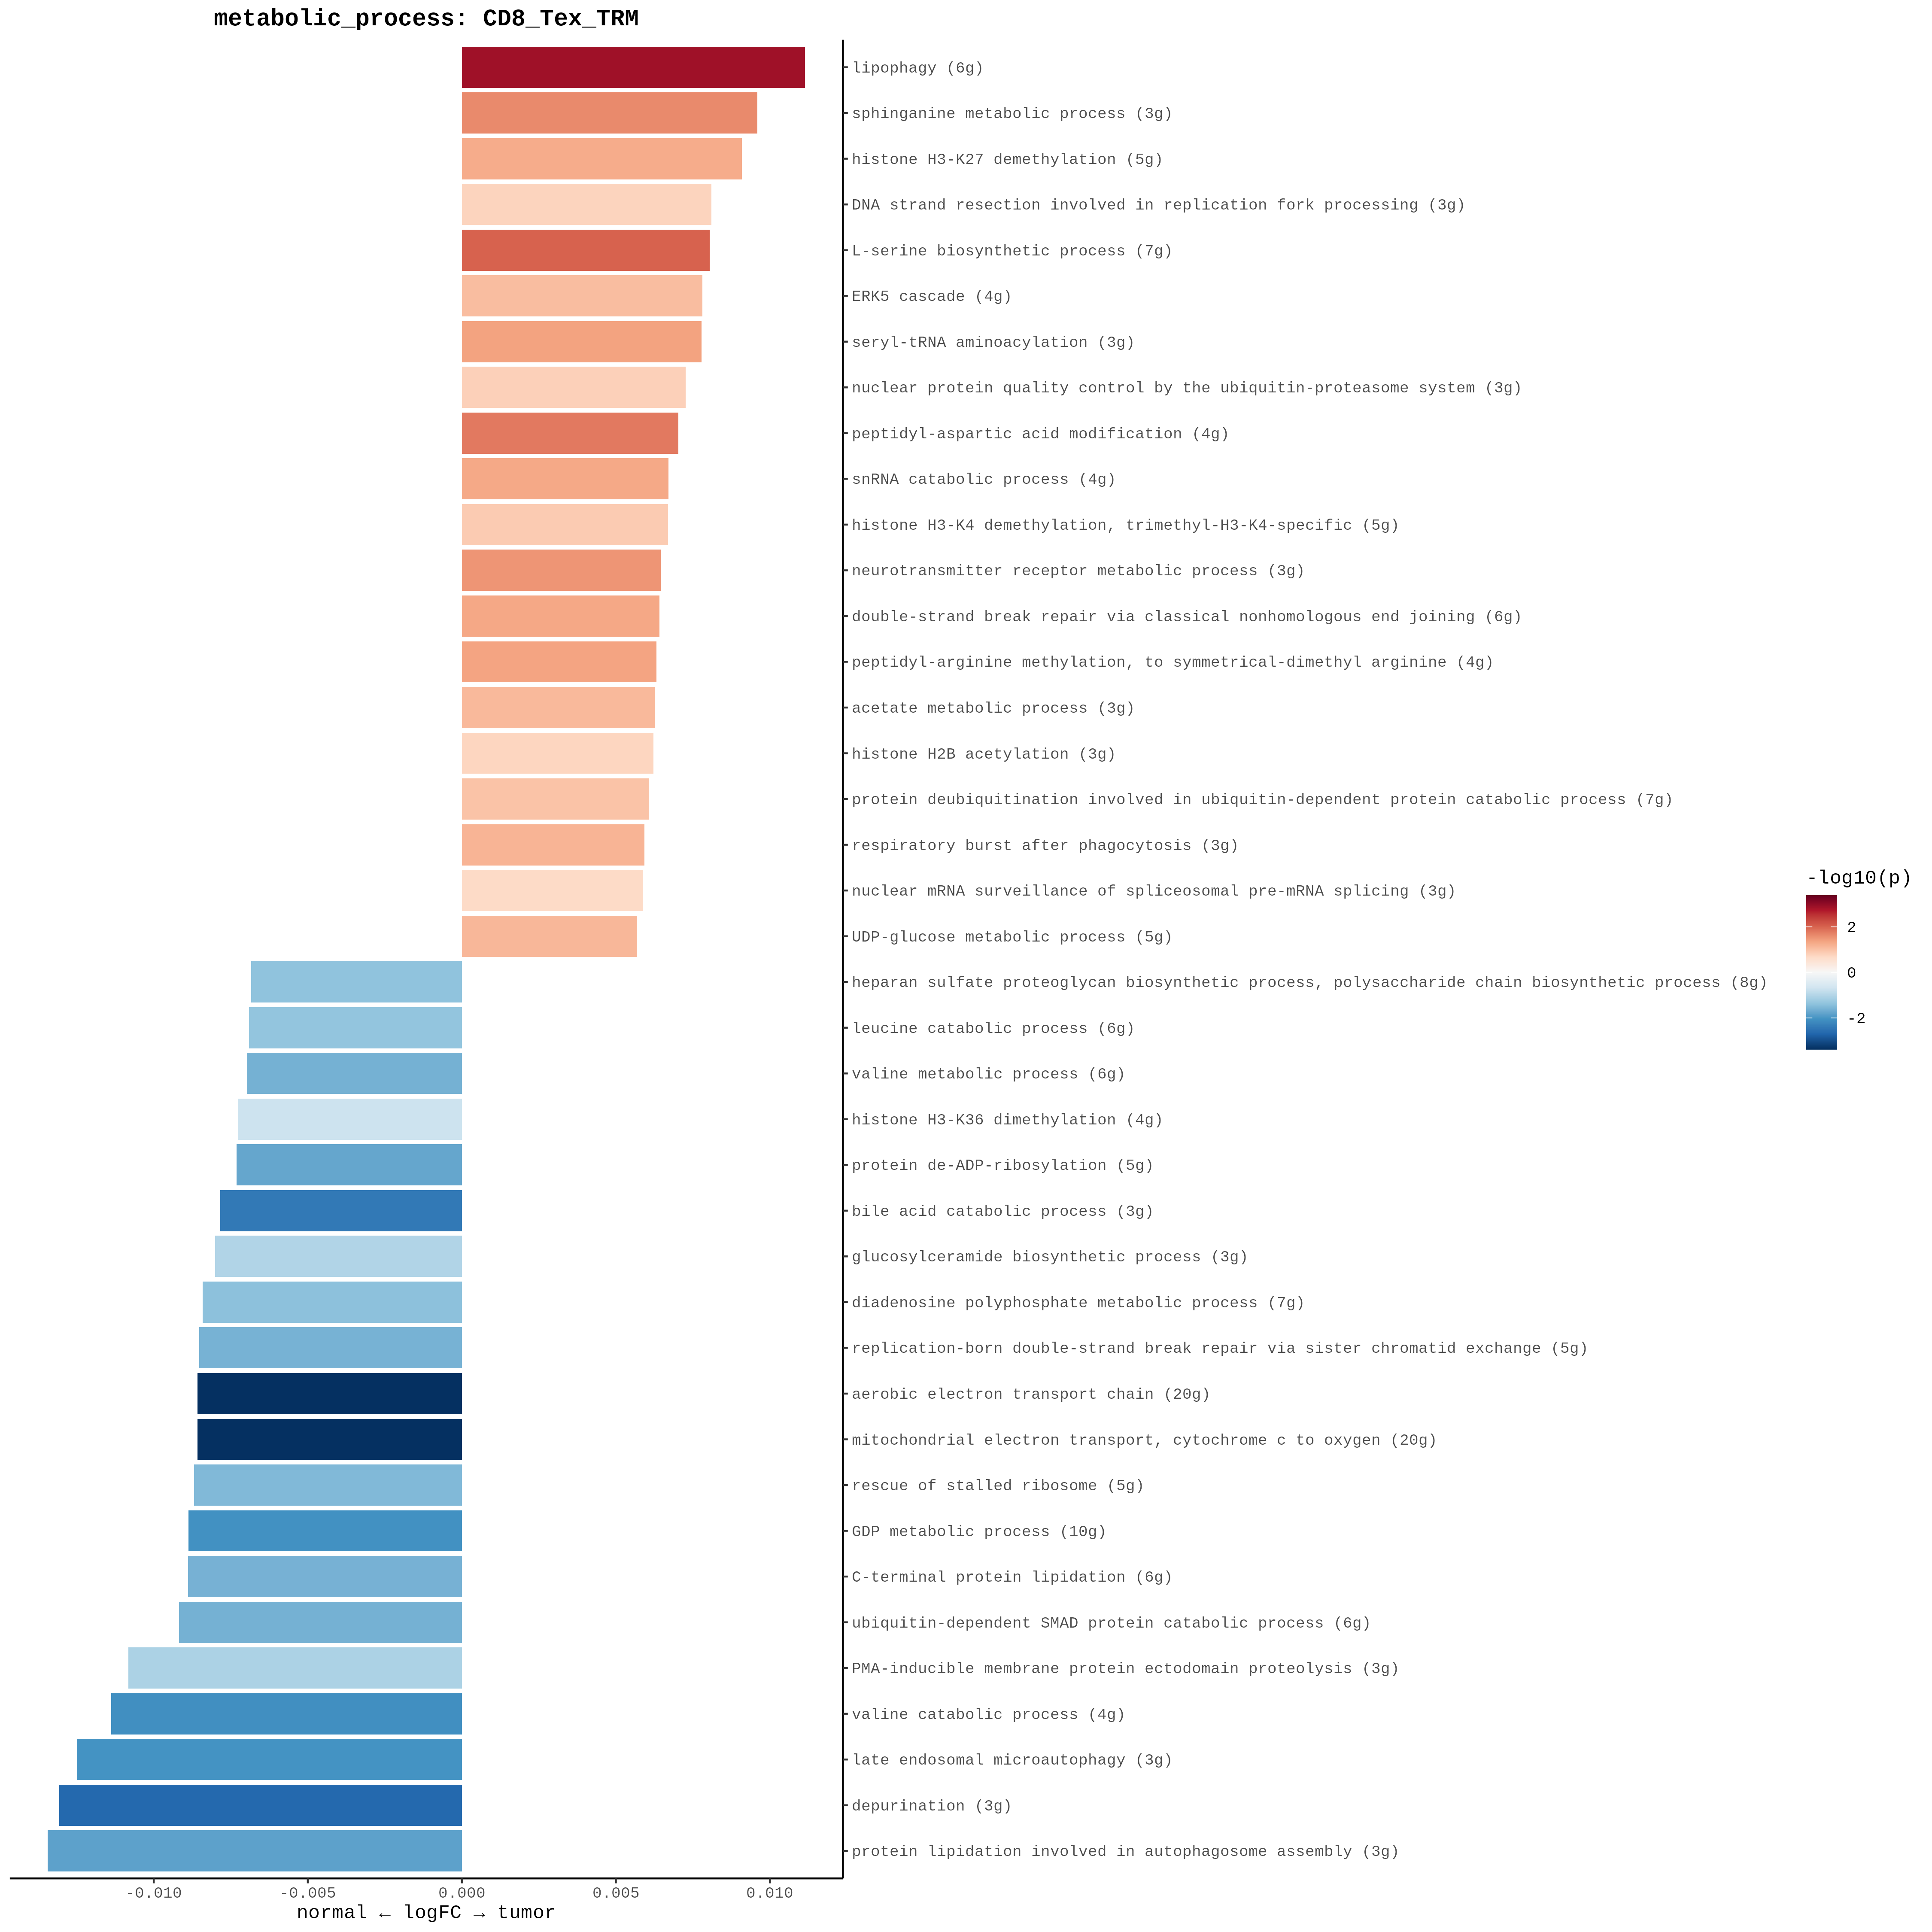 metabolic_process: CD8_Tex_TRM
lipophagy (6g)
sphinganine metabolic process (3g)
histone H3-K27 demethylation (5g)
DNA strand resection involved in replication fork processing (3g)
L-serine biosynthetic process (7g)
ERK5 cascade (4g)
seryl-tRNA aminoacylation (3g)
nuclear protein quality control by the ubiquitin-proteasome system (3g)
peptidyl-aspartic acid modification (4g)
snRNA catabolic process (4g)
histone H3-K4 demethylation, trimethyl-H3-K4-specific (5g)
neurotransmitter receptor metabolic process (3g)
double-strand break repair via classical nonhomologous end joining (6g)
peptidyl-arginine methylation, to symmetrical-dimethyl arginine (4g)
acetate metabolic process (3g)
histone H2B acetylation (3g)
protein deubiquitination involved in ubiquitin-dependent protein catabolic process (7g)
respiratory burst after phagocytosis (3g)
nuclear mRNA surveillance of spliceosomal pre-mRNA splicing (3g)
UDP-glucose metabolic process (5g)
heparan sulfate proteoglycan biosynthetic process, polysaccharide chain biosynthetic process (8g)
leucine catabolic process (6g)
valine metabolic process (6g)
histone H3-K36 dimethylation (4g)
protein de-ADP-ribosylation (5g)
bile acid catabolic process (3g)
glucosylceramide biosynthetic process (3g)
diadenosine polyphosphate metabolic process (7g)
replication-born double-strand break repair via sister chromatid exchange (5g)
aerobic electron transport chain (20g)
mitochondrial electron transport, cytochrome c to oxygen (20g)
rescue of stalled ribosome (5g)
GDP metabolic process (10g)
C-terminal protein lipidation (6g)
ubiquitin-dependent SMAD protein catabolic process (6g)
PMA-inducible membrane protein ectodomain proteolysis (3g)
valine catabolic process (4g)
late endosomal microautophagy (3g)
depurination (3g)
protein lipidation involved in autophagosome assembly (3g)
-0.010 -0.005 0.000 0.005 0.010
normal ← logFC → tumor
-log10(p)
2
0
-2